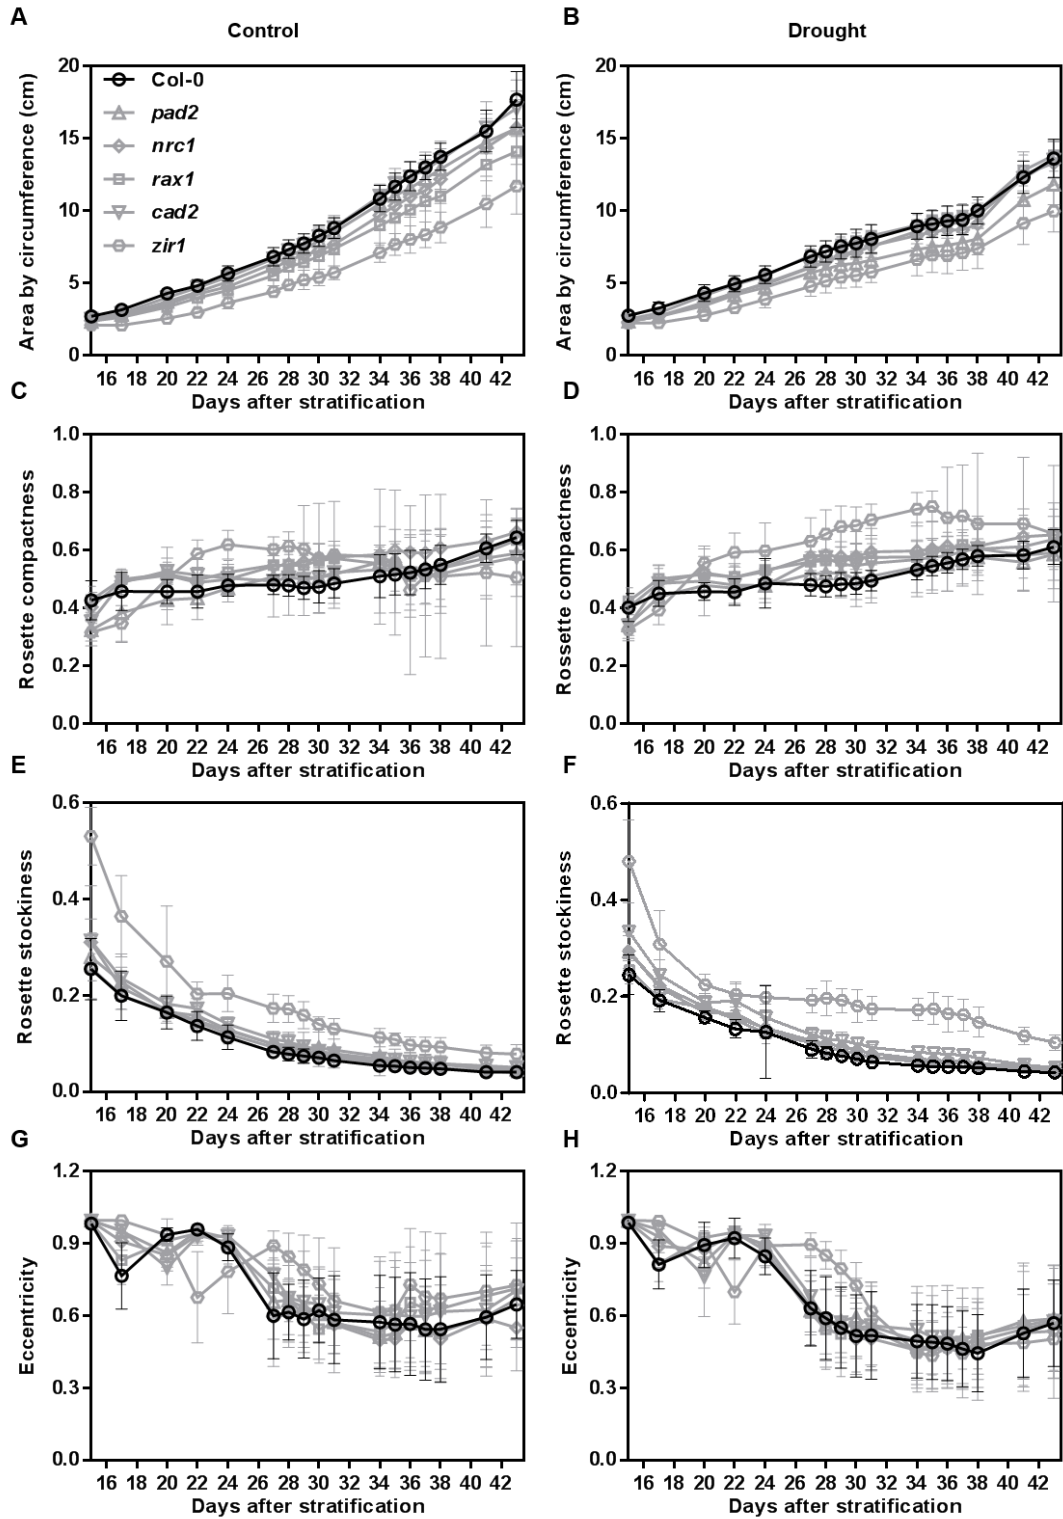 A
Control
Area by circumference (cm)
20
15
10
5
0
Col-0
pad2
nrc1
rax1
cad2
zir1
16 18 20 22 24 26 28 30 32 34 36 38 40 42
Days after stratification
B
Drought
Area by circumference (cm)
20
15
10
5
0
16 18 20 22 24 26 28 30 32 34 36 38 40 42
Days after stratification
C
Rosette compactness
1.0
0.8
0.6
0.4
0.2
0.0
16 18 20 22 24 26 28 30 32 34 36 38 40 42
Days after stratification
D
Rossette compactness
1.0
0.8
0.6
0.4
0.2
0.0
16 18 20 22 24 26 28 30 32 34 36 38 40 42
Days after stratification
E
Rosette stockiness
0.6
0.4
0.2
0.0
16 18 20 22 24 26 28 30 32 34 36 38 40 42
Days after stratification
F
Rosette stockiness
0.6
0.4
0.2
0.0
16 18 20 22 24 26 28 30 32 34 36 38 40 42
Days after stratification
G
Eccentricity
1.2
0.9
0.6
0.3
0.0
16 18 20 22 24 26 28 30 32 34 36 38 40 42
Days after stratification
H
Eccentricity
1.2
0.9
0.6
0.3
0.0
16 18 20 22 24 26 28 30 32 34 36 38 40 42
Days after stratification